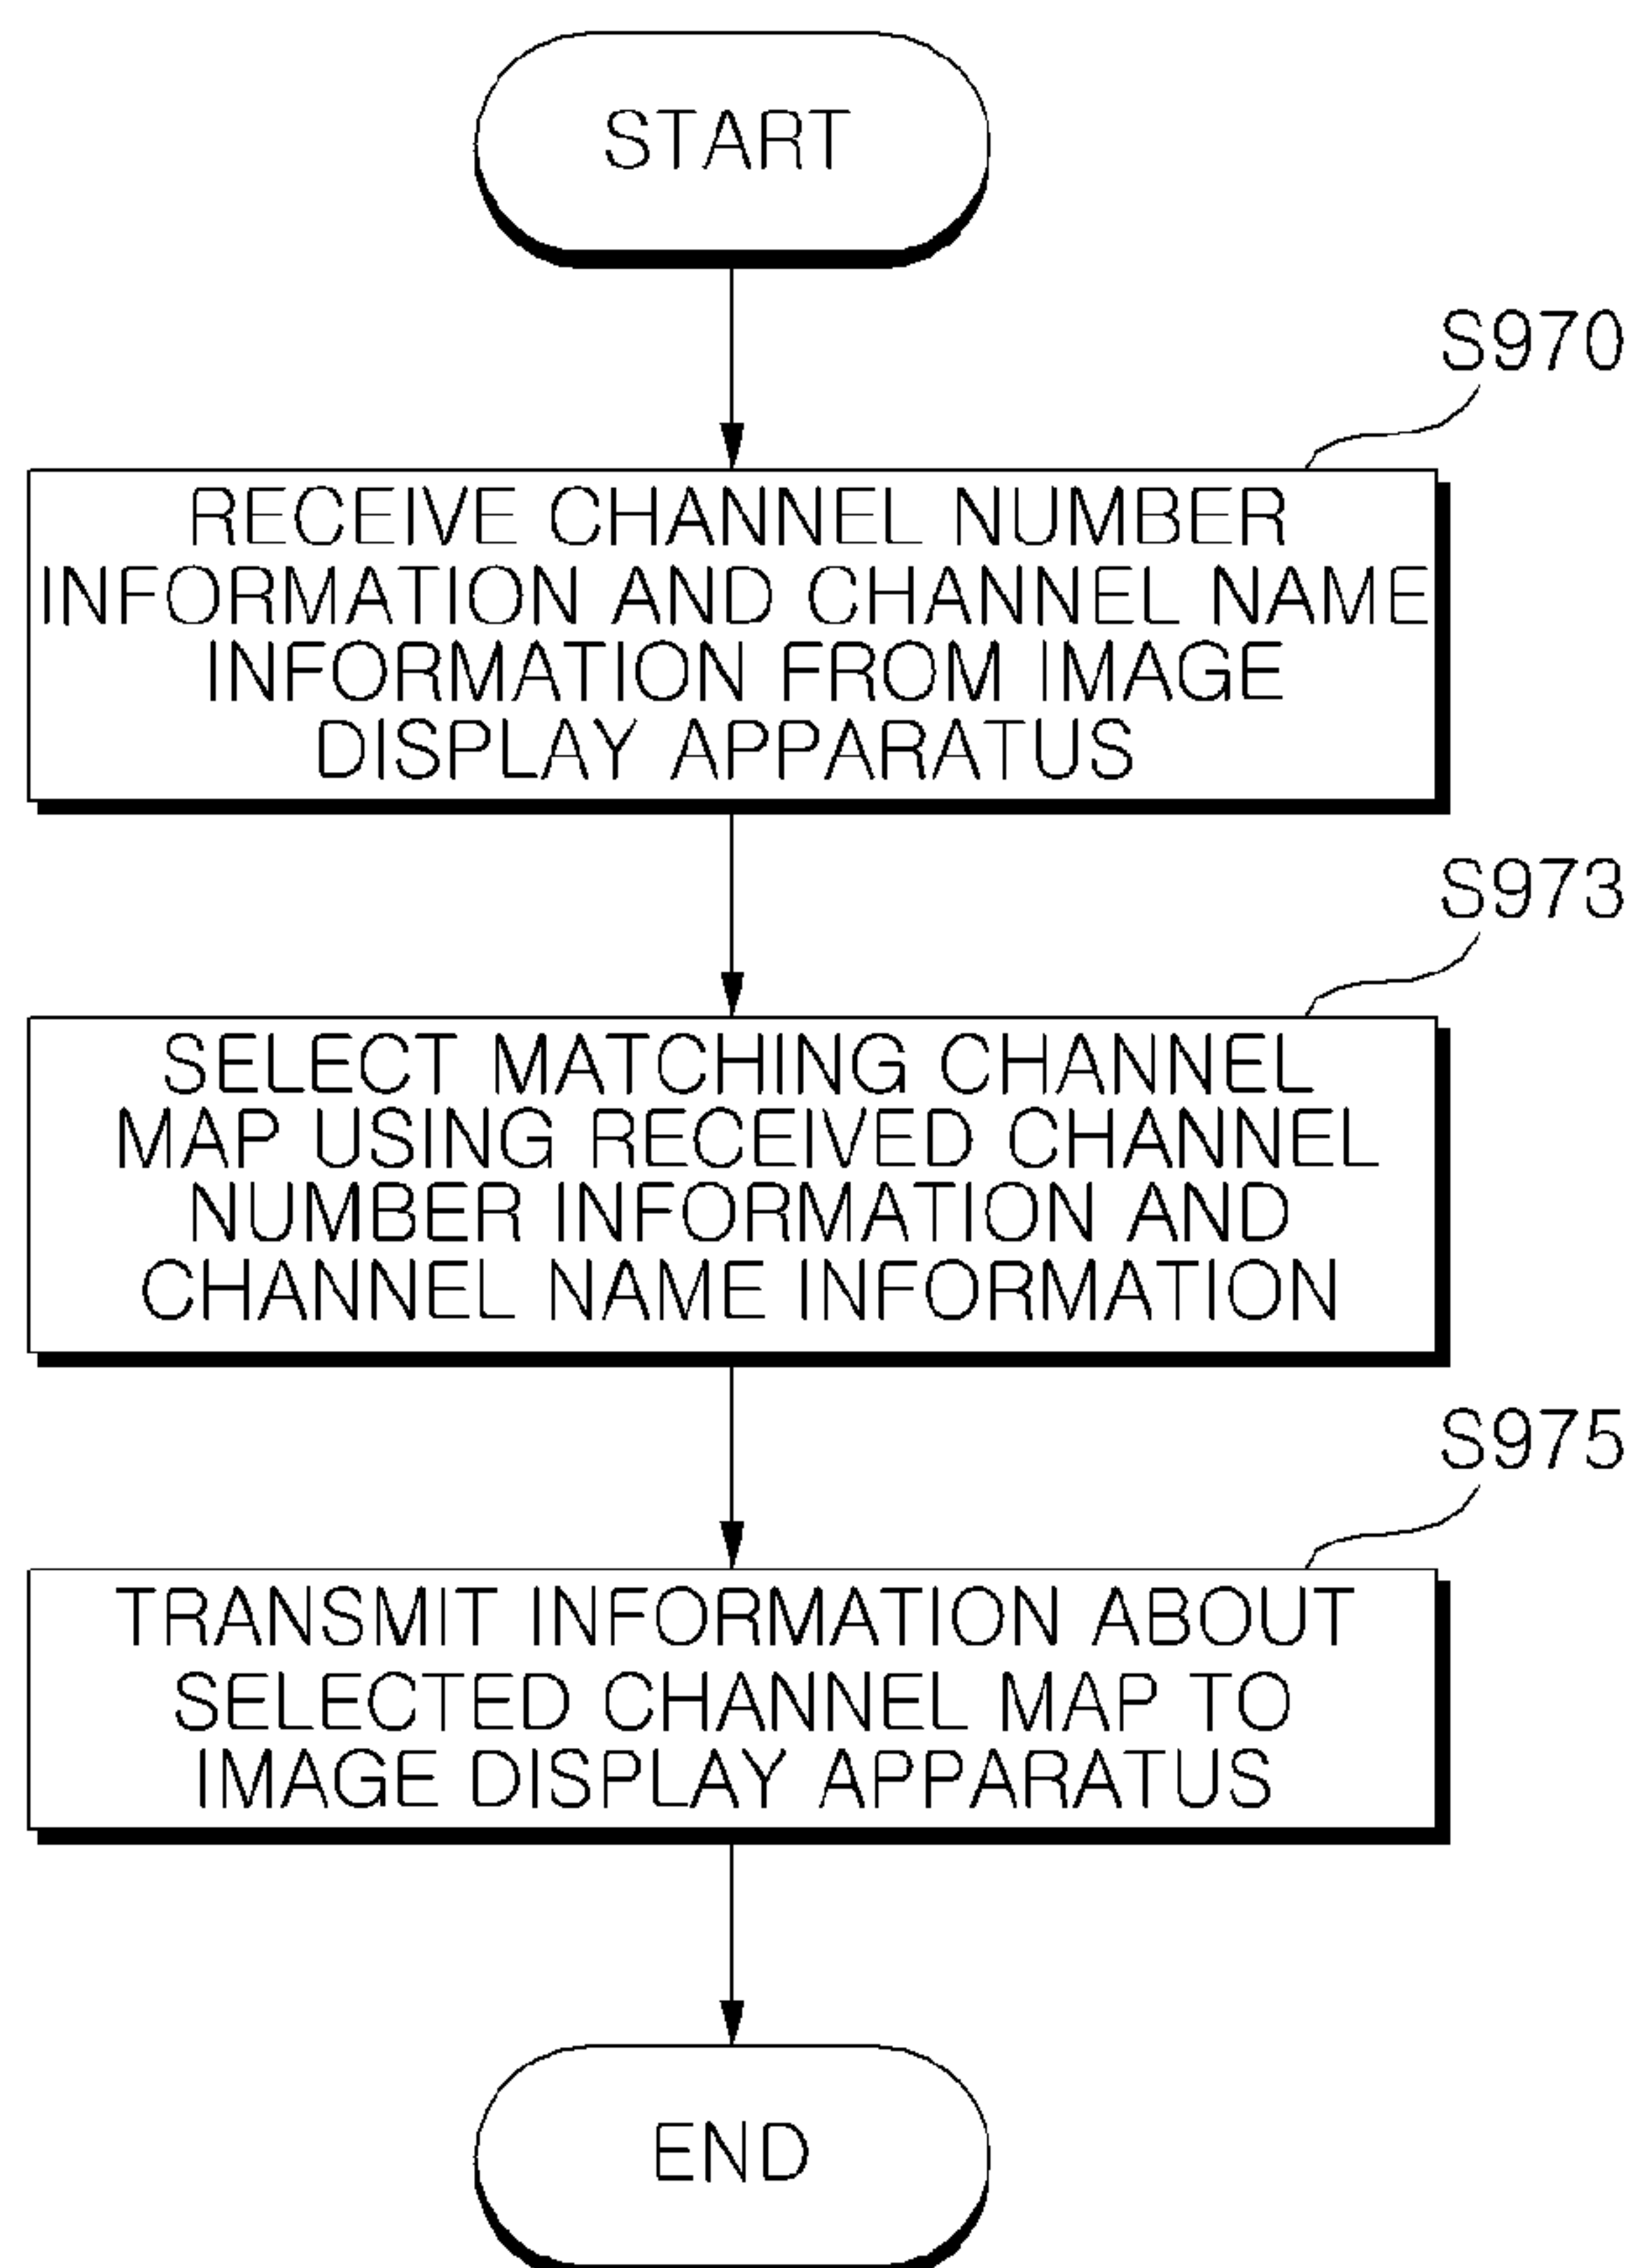 START
S970
RECEIVE CHANNEL NUMBER
INFORMATION AND CHANNEL NAME
INFORMATION FROM IMAGE
DISPLAY APPARATUS
S973
SELECT MATCHING CHANNEL
MAP USING RECEIVED CHANNEL
NUMBER INFORMATION AND
CHANNEL NAME INFORMATION
S975
TRANSMIT INFORMATION ABOUT
SELECTED CHANNEL MAP TO
IMAGE DISPLAY APPARATUS
END